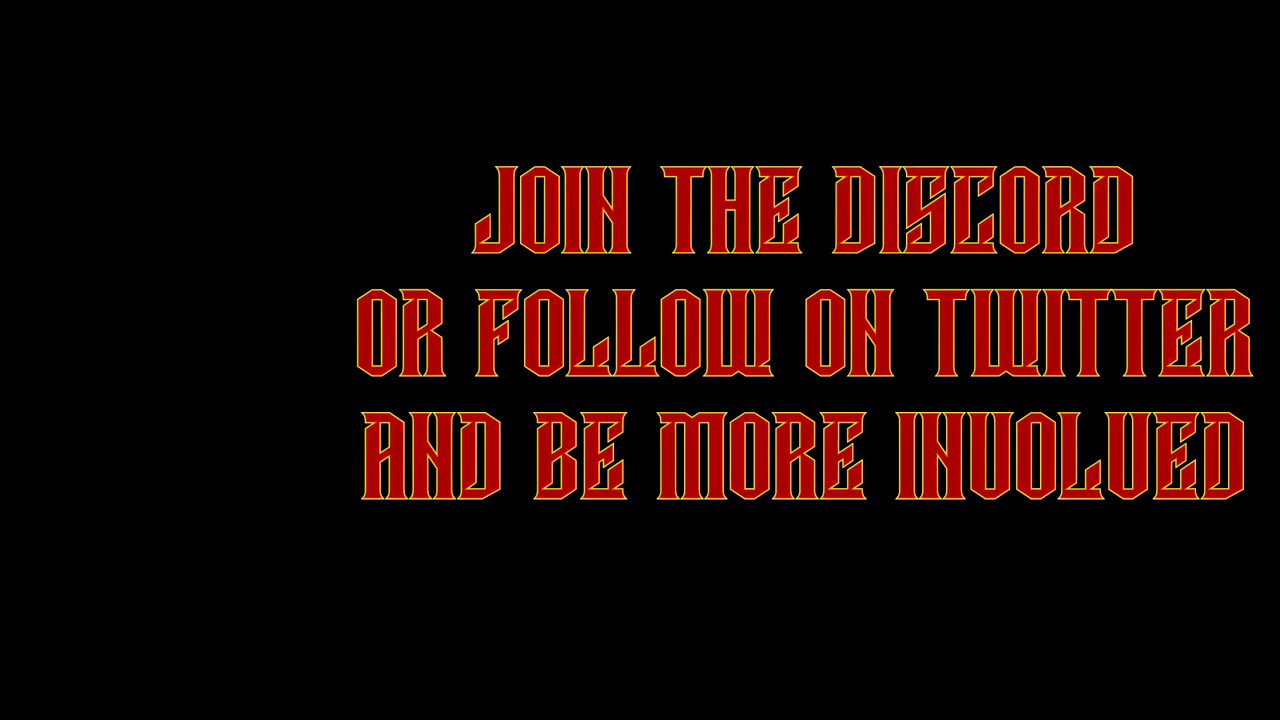 JOIN THE DISCORD
OR FOLLOW ON TWITTER
AND BE MORE INVOLVED